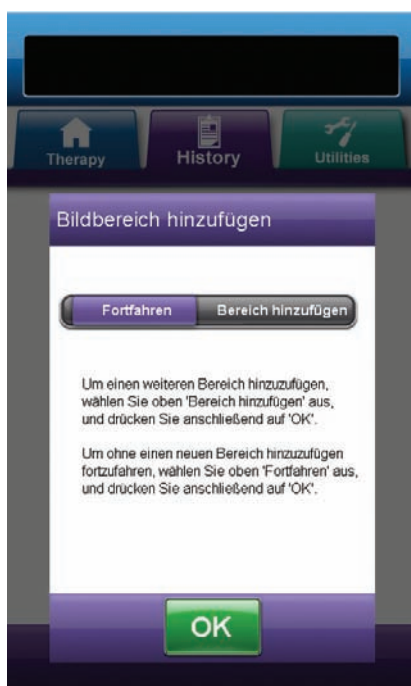 Therapy History Utilities
Bildbereich hinzufügen
Fortfahren Bereich hinzufügen
Um einen weiteren Bereich hinzuzufügen,
wählen Sie oben 'Bereich hinzufügen' aus,
und drücken Sie anschließend auf 'OK'.
Um ohne einen neuen Bereich hinzuzufügen
fortzufahren, wählen Sie oben 'Fortfahren' aus,
und drücken Sie anschließend auf 'OK'.
OK